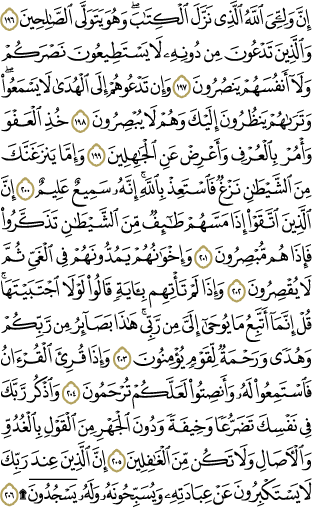 إِنَّ وَلِـِّۧيَ ٱللَّهُ ٱلَّذِي نَزَّلَ ٱلۡكِتَٰبَۖ وَهُوَ يَتَوَلَّى ٱلصَّٰلِحِينَ ١٩٦
وَٱلَّذِينَ تَدۡعُونَ مِن دُونِهِۦ لَا يَسۡتَطِيعُونَ نَصۡرَكُمۡ
وَلَآ أَنفُسَهُمۡ يَنصُرُونَ ١٩٧ وَإِن تَدۡعُوهُمۡ إِلَى ٱلۡهُدَىٰ لَا يَسۡمَعُواْۖ
وَتَرَىٰهُمۡ يَنظُرُونَ إِلَيۡكَ وَهُمۡ لَا يُبۡصِرُونَ ١٩٨ خُذِ ٱلۡعَفۡوَ
وَأۡمُرۡ بِٱلۡعُرۡفِ وَأَعۡرِضۡ عَنِ ٱلۡجَٰهِلِينَ ١٩٩ وَإِمَّا يَنزَغَنَّكَ
مِنَ ٱلشَّيۡطَٰنِ نَزۡغٞ فَٱسۡتَعِذۡ بِٱللَّهِۚ إِنَّهُۥ سَمِيعٌ عَلِيمٌ ٢٠٠ إِنَّ
ٱلَّذِينَ ٱتَّقَوۡاْ إِذَا مَسَّهُمۡ طَٰٓئِفٞ مِّنَ ٱلشَّيۡطَٰنِ تَذَكَّرُواْ
فَإِذَا هُم مُّبۡصِرُونَ ٢٠١ وَإِخۡوَٰنُهُمۡ يَمُدُّونَهُمۡ فِي ٱلۡغَيِّ ثُمَّ
لَا يُقۡصِرُونَ ٢٠٢ وَإِذَا لَمۡ تَأۡتِهِم بِـَٔايَةٖ قَالُواْ لَوۡلَا ٱجۡتَبَيۡتَهَاۚ
قُلۡ إِنَّمَآ أَتَّبِعُ مَا يُوحَىٰٓ إِلَيَّ مِن رَّبِّيۚ هَٰذَا بَصَآئِرُ مِن رَّبِّكُمۡ
وَهُدٗى وَرَحۡمَةٞ لِّقَوۡمٖ يُؤۡمِنُونَ ٢٠٣ وَإِذَا قُرِئَ ٱلۡقُرۡءَانُ
فَٱسۡتَمِعُواْ لَهُۥ وَأَنصِتُواْ لَعَلَّكُمۡ تُرۡحَمُونَ ٢٠٤ وَٱذۡكُر رَّبَّكَ
فِي نَفۡسِكَ تَضَرُّعٗا وَخِيفَةٗ وَدُونَ ٱلۡجَهۡرِ مِنَ ٱلۡقَوۡلِ بِٱلۡغُدُوِّ
وَٱلۡأٓصَالِ وَلَا تَكُن مِّنَ ٱلۡغَٰفِلِينَ ٢٠٥ إِنَّ ٱلَّذِينَ عِندَ رَبِّكَ
لَا يَسۡتَكۡبِرُونَ عَنۡ عِبَادَتِهِۦ وَيُسَبِّحُونَهُۥ وَلَهُۥ يَسۡجُدُونَۤ۩ ٢٠٦